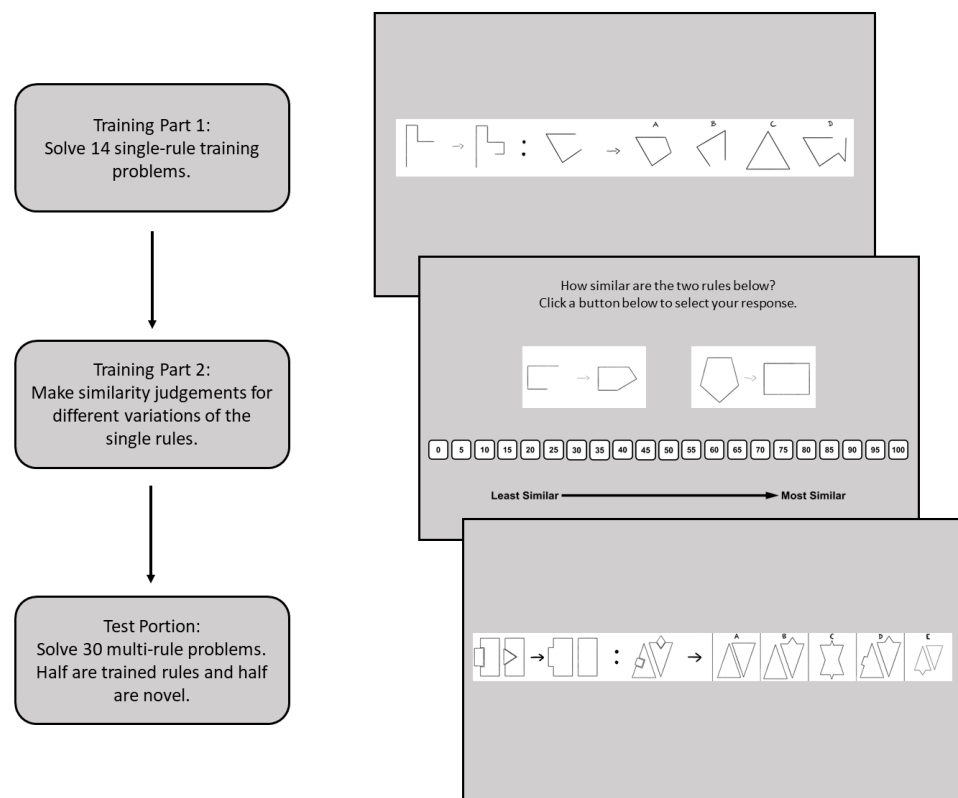 Training Part 1:
Solve 14 single-rule training
problems.
A B C D
:
How similar are the two rules below?
Click a button below to select your response.
0 5 10 15 20 25 30 35 40 45 50 55 60 65 70 75 80 85 90 95 100
Least Similar Most Similar
Training Part 2:
Make similarity judgements for
different variations of the
single rules.
Test Portion:
Solve 30 multi-rule problems.
Half are trained rules and half
are novel.
A B C D E
: